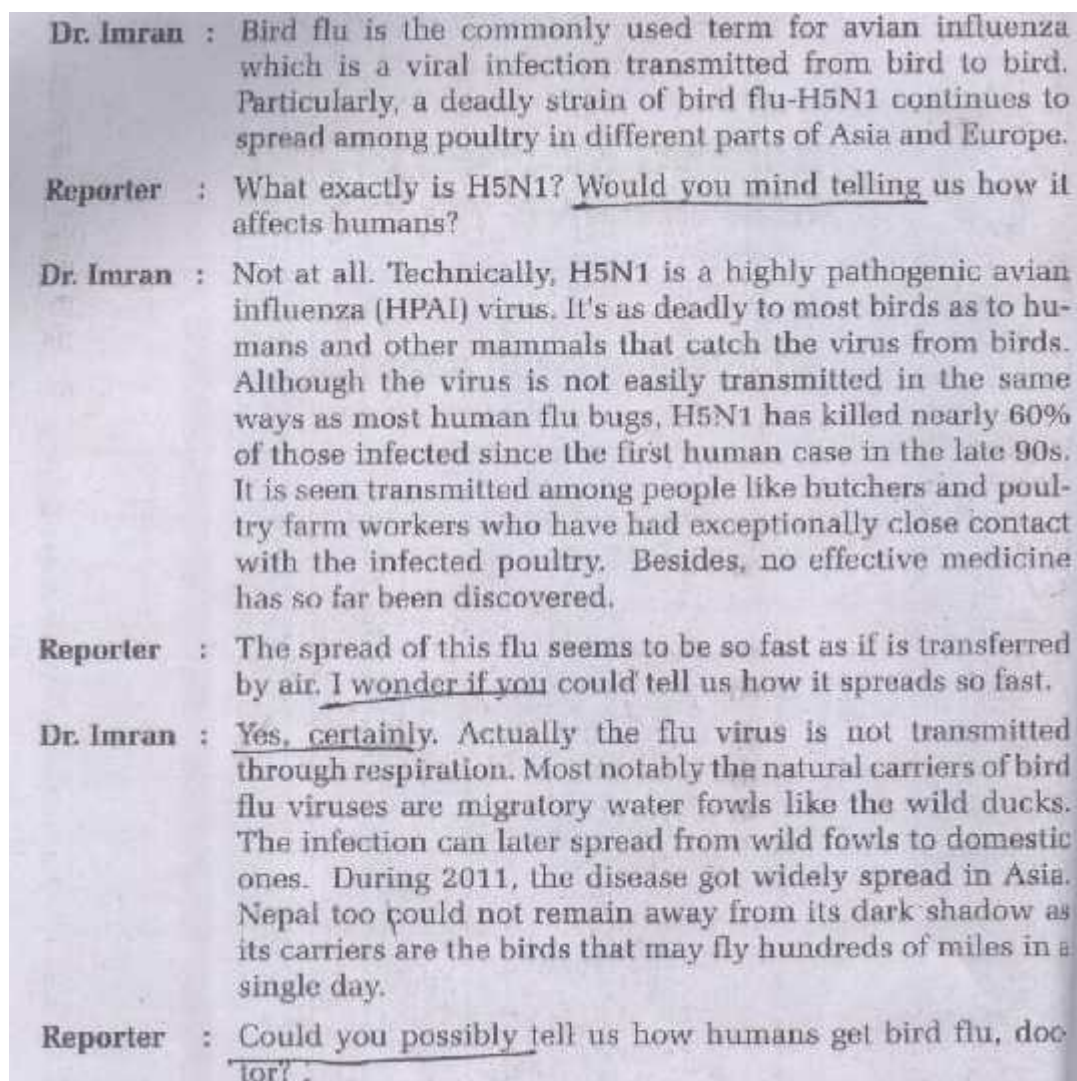 Dr. Imran : Bird flu is the commonly used term for avian influenza
which is a viral infection transmitted from bird to bird.
Particularly, a deadly strain of bird flu-H5N1 continues to
spread among poultry in different parts of Asia and Europe.
Reporter : What exactly is H5N1? Would you mind telling us how it
affects humans?
Dr. Imran : Not at all. Technically, H5N1 is a highly pathogenic avian
influenza (HPAI) virus. It's as deadly to most birds as to hu-
mans and other mammals that catch the virus from birds.
Although the virus is not easily transmitted in the same
ways as most human flu bugs, H5N1 has killed nearly 60%
of those infected since the first human case in the late 90s.
It is seen transmitted among people like butchers and poul-
try farm workers who have had exceptionally close contact
with the infected poultry. Besides, no effective medicine
has so far been discovered.
Reporter : The spread of this flu seems to be so fast as if is transferred
by air. I wonder if you could tell us how it spreads so fast.
Dr. Imran : Yes, certainly. Actually the flu virus is not transmitted
through respiration. Most notably the natural carriers of bird
flu viruses are migratory water fowls like the wild ducks.
The infection can later spread from wild fowls to domestic
ones. During 2011, the disease got widely spread in Asia.
Nepal too could not remain away from its dark shadow as
its carriers are the birds that may fly hundreds of miles in a
single day.
Reporter : Could you possibly tell us how humans get bird flu, doc-
tor?